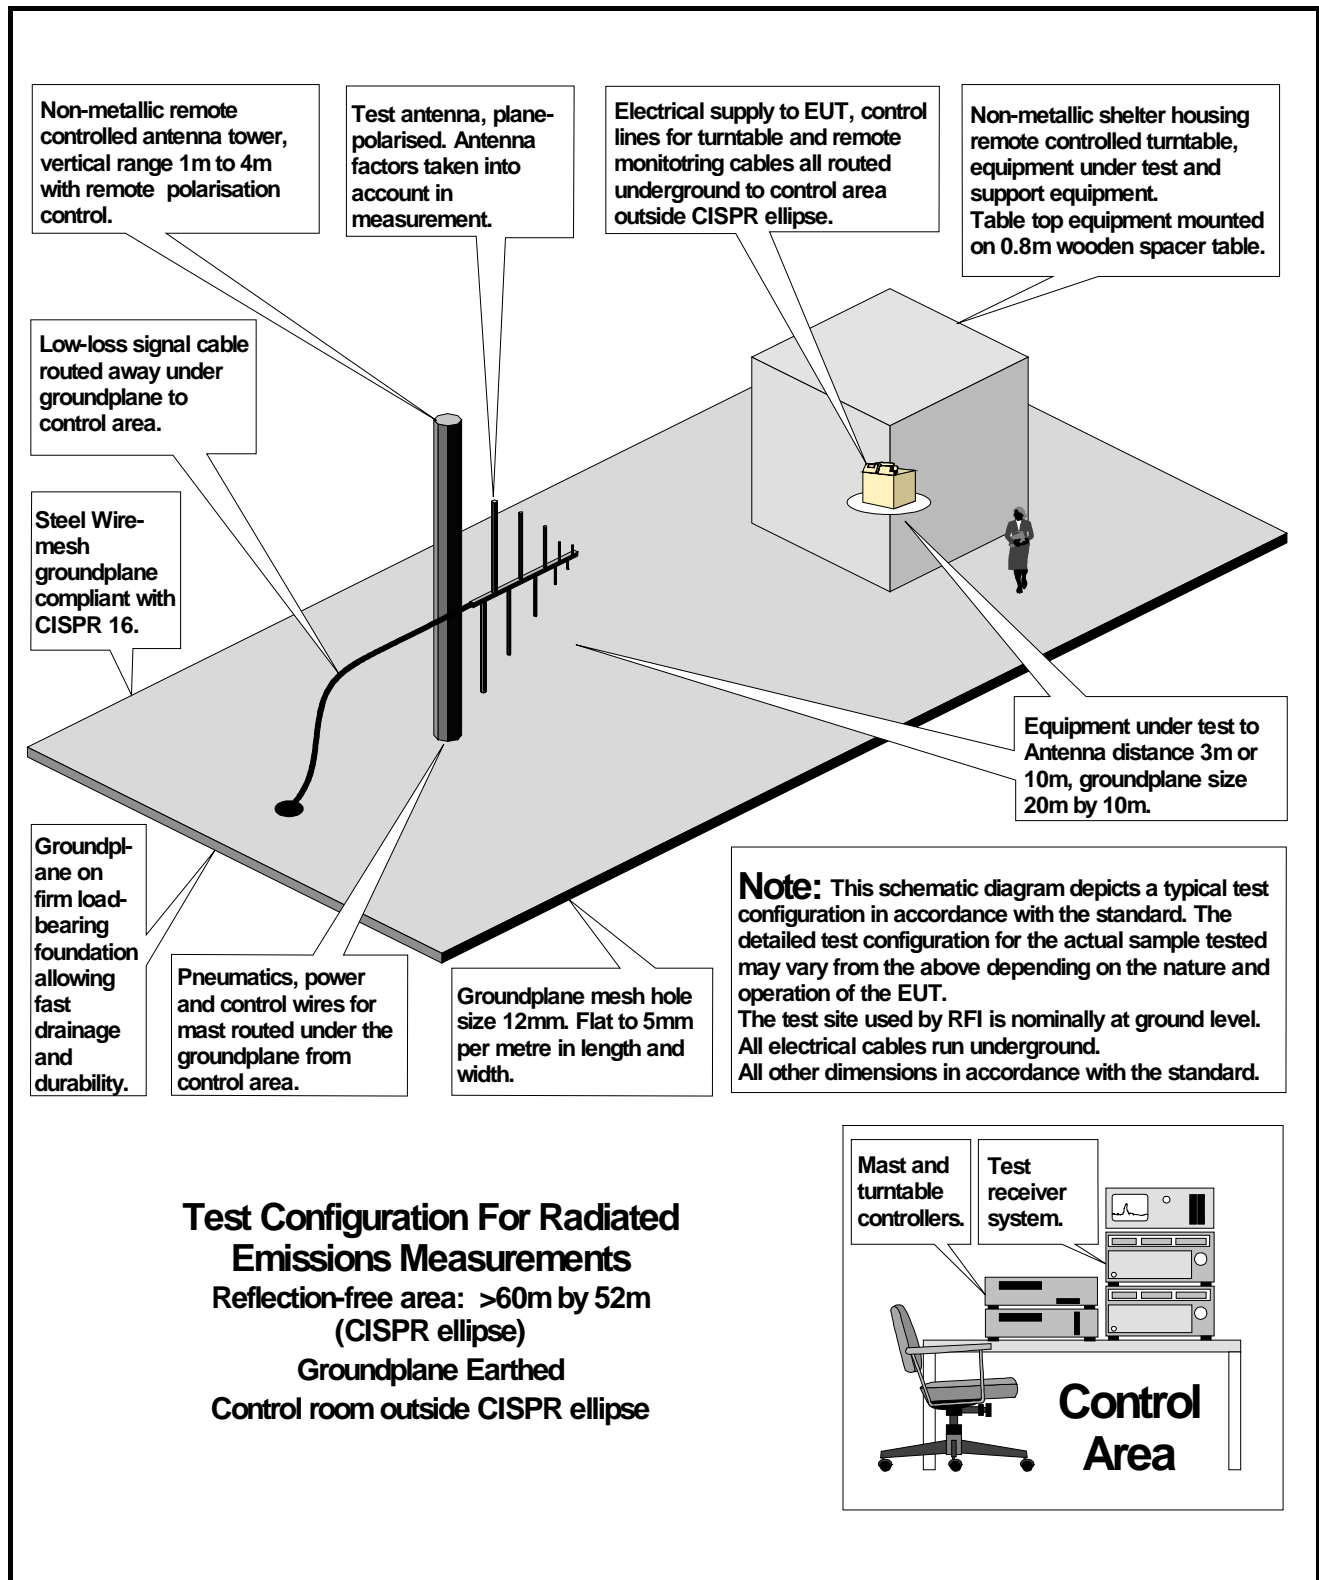 Non-metallic remote
controlled antenna tower,
vertical range 1m to 4m
with remote polarisation
control.
Test antenna, plane-
polarised. Antenna
factors taken into
account in
measurement.
Electrical supply to EUT, control
lines for turntable and remote
monitotring cables all routed
underground to control area
outside CISPR ellipse.
Non-metallic shelter housing
remote controlled turntable,
equipment under test and
support equipment.
Table top equipment mounted
on 0.8m wooden spacer table.
Low-loss signal cable
routed away under
groundplane to
control area.
Steel Wire-
mesh
groundplane
compliant with
CISPR 16.
Equipment under test to
Antenna distance 3m or
10m, groundplane size
20m by 10m.
Groundpl-
ane on
firm load-
bearing
foundation
allowing
fast
drainage
and
durability.
Pneumatics, power
and control wires for
mast routed under the
groundplane from
control area.
Groundplane mesh hole
size 12mm. Flat to 5mm
per metre in length and
width.
Note: This schematic diagram depicts a typical test
configuration in accordance with the standard. The
detailed test configuration for the actual sample tested
may vary from the above depending on the nature and
operation of the EUT.
The test site used by RFI is nominally at ground level.
All electrical cables run underground.
All other dimensions in accordance with the standard.
Test Configuration For Radiated
Emissions Measurements
Reflection-free area: >60m by 52m
(CISPR ellipse)
Groundplane Earthed
Control room outside CISPR ellipse
Mast and
turntable
controllers.
Test
receiver
system.
Control
Area